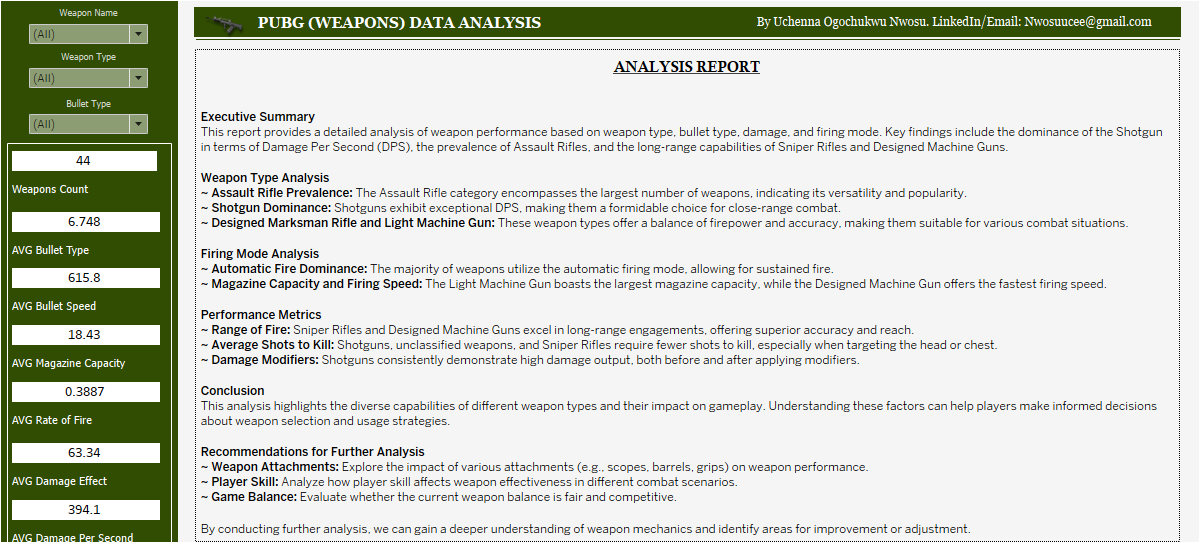 Weapon Name
(All)
Weapon Type
(All)
Bullet Type
(All)
44
Weapons Count
6.748
AVG Bullet Type
615.8
AVG Bullet Speed
18.43
AVG Magazine Capacity
0.3887
AVG Rate of Fire
63.34
AVG Damage Effect
394.1
AVG Damage Per Second
PUBG (WEAPONS) DATA ANALYSIS
By Uchenna Ogochukwu Nwosu. LinkedIn/Email: Nwosuucee@gmail.com
ANALYSIS REPORT
Executive Summary
This report provides a detailed analysis of weapon performance based on weapon type, bullet type, damage, and firing mode. Key findings include the dominance of the Shotgun
in terms of Damage Per Second (DPS), the prevalence of Assault Rifles, and the long-range capabilities of Sniper Rifles and Designed Machine Guns.
Weapon Type Analysis
~ Assault Rifle Prevalence: The Assault Rifle category encompasses the largest number of weapons, indicating its versatility and popularity.
~ Shotgun Dominance: Shotguns exhibit exceptional DPS, making them a formidable choice for close-range combat.
~ Designed Marksman Rifle and Light Machine Gun: These weapon types offer a balance of firepower and accuracy, making them suitable for various combat situations.
Firing Mode Analysis
~ Automatic Fire Dominance: The majority of weapons utilize the automatic firing mode, allowing for sustained fire.
~ Magazine Capacity and Firing Speed: The Light Machine Gun boasts the largest magazine capacity, while the Designed Machine Gun offers the fastest firing speed.
Performance Metrics
~ Range of Fire: Sniper Rifles and Designed Machine Guns excel in long-range engagements, offering superior accuracy and reach.
~ Average Shots to Kill: Shotguns, unclassified weapons, and Sniper Rifles require fewer shots to kill, especially when targeting the head or chest.
~ Damage Modifiers: Shotguns consistently demonstrate high damage output, both before and after applying modifiers.
Conclusion
This analysis highlights the diverse capabilities of different weapon types and their impact on gameplay. Understanding these factors can help players make informed decisions
about weapon selection and usage strategies.
Recommendations for Further Analysis
~ Weapon Attachments: Explore the impact of various attachments (e.g., scopes, barrels, grips) on weapon performance.
~ Player Skill: Analyze how player skill affects weapon effectiveness in different combat scenarios.
~ Game Balance: Evaluate whether the current weapon balance is fair and competitive.
By conducting further analysis, we can gain a deeper understanding of weapon mechanics and identify areas for improvement or adjustment.